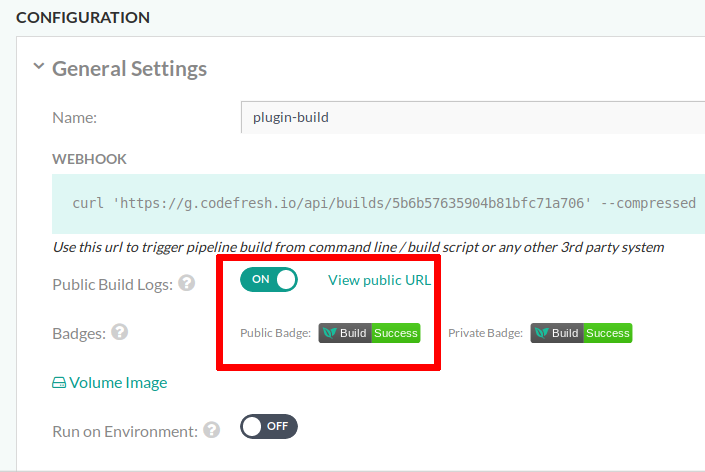 CONFIGURATION
General Settings
Name: plugin-build
WEBHOOK
curl 'https://g.codefresh.io/api/builds/5b6b57635904b81bfc71a706' --compressed
Use this url to trigger pipeline build from command line / build script or any other 3rd party system
Public Build Logs: ? ON View public URL
Badges: ? Public Badge: Build Success Private Badge: Build Success
Volume Image
Run on Environment: ? OFF